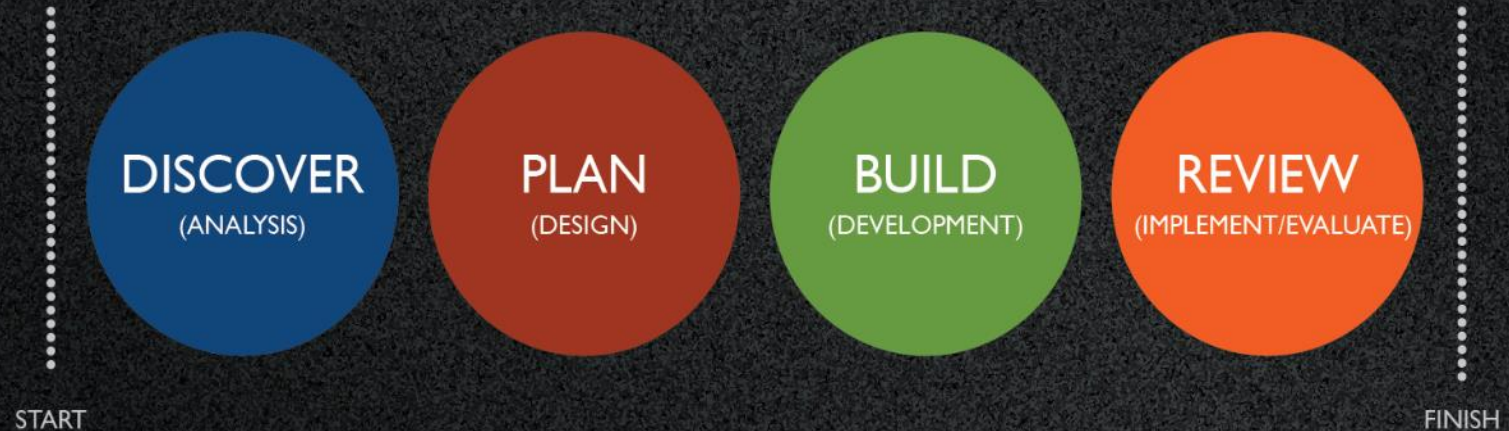 DISCOVER
(ANALYSIS)
PLAN
(DESIGN)
BUILD
(DEVELOPMENT)
REVIEW
(IMPLEMENT/EVALUATE)
START
FINISH